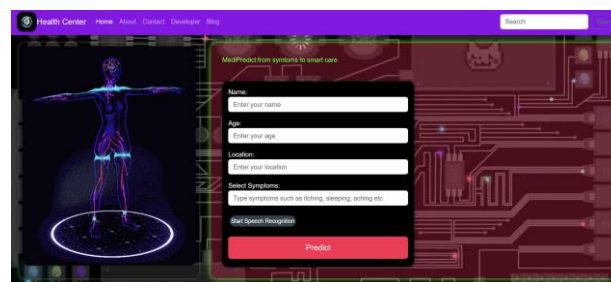 Health Center Home About Contact Developer Blog Search
MediPredict:from symtoms to smart care
Name:
Enter your name
Age:
Enter your age
Location:
Enter your location
Select Symptoms:
Type symptoms such as itching, sleeping, aching etc
Start Speech Recognition
Predict